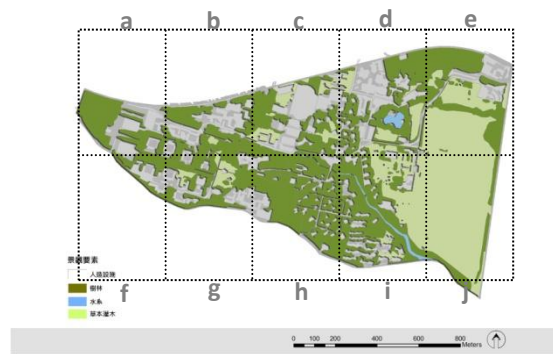 a b c d e
景觀要素
人造設施
樹林
水系
草本灌木
f g h i j
0 100 200 400 600 800
Meters